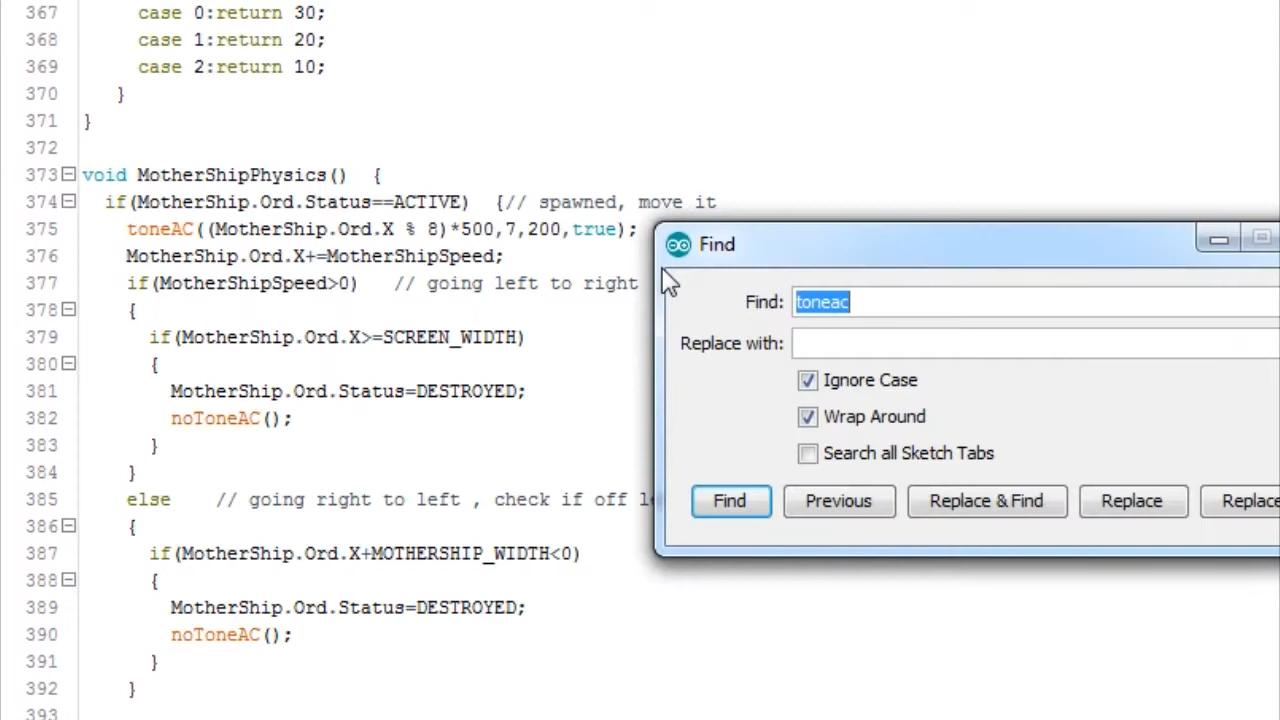 367 case 0:return 30;
368 case 1:return 20;
369 case 2:return 10;
370 }
371 }
372
373 void MotherShipPhysics() {
374 if(MotherShip.Ord.Status==ACTIVE) {// spawned, move it
375 toneAC((MotherShip.Ord.X % 8)*500,7,200,true);
376 MotherShip.Ord.X+=MotherShipSpeed;
377 if(MotherShipSpeed>0) // going left to right
378 {
379 if(MotherShip.Ord.X>=SCREEN_WIDTH)
380 {
381 MotherShip.Ord.Status=DESTROYED;
382 noToneAC();
383 }
384 }
385 else // going right to left , check if off
386 {
387 if(MotherShip.Ord.X+MOTHERSHIP_WIDTH<0)
388 {
389 MotherShip.Ord.Status=DESTROYED;
390 noToneAC();
391 }
392 }
393
Find
Find: toneac
Replace with:
Ignore Case
Wrap Around
Search all Sketch Tabs
Find Previous Replace & Find Replace Replace